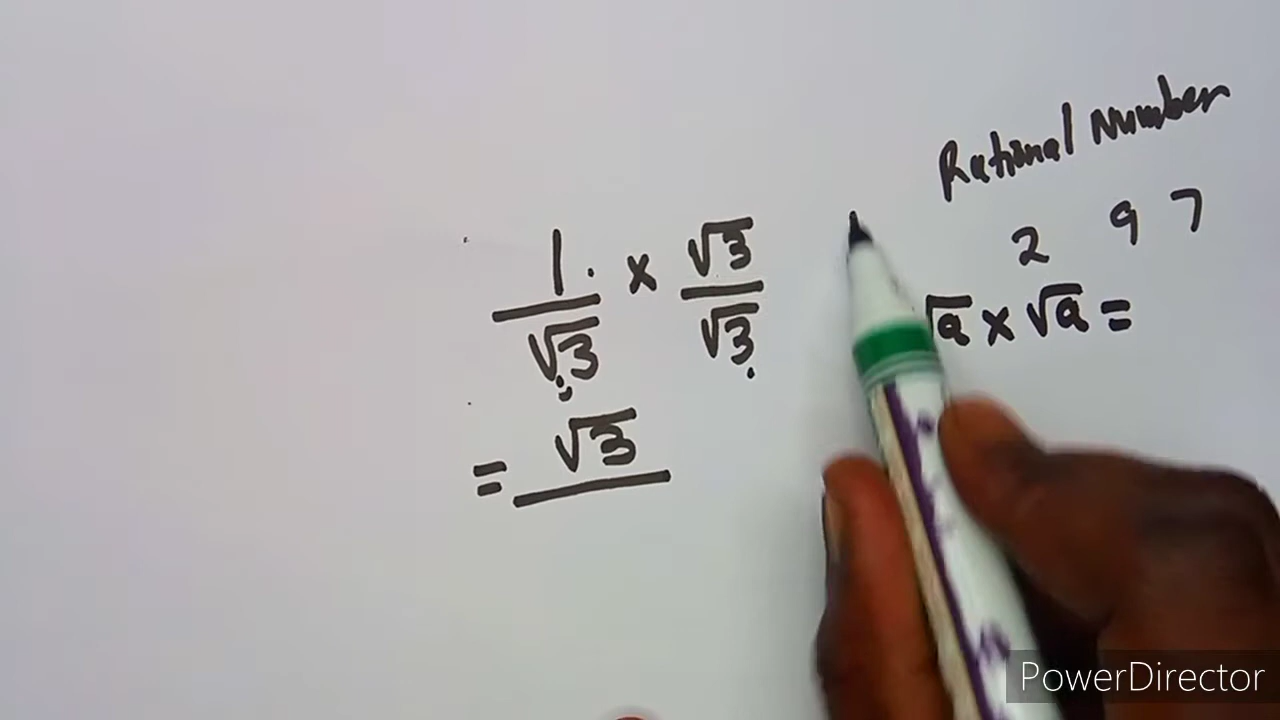 Rational Number
2 9 7
1/√3 × √3/√3
√a × √a =
= √3
PowerDirector